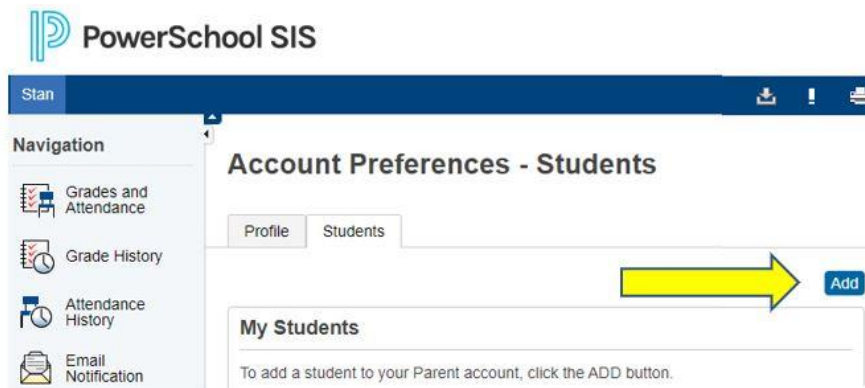 PowerSchool SIS
Stan
Navigation
Grades and
Attendance
Grade History
Attendance
History
Email
Notification
Account Preferences - Students
Profile
Students
Add
My Students
To add a student to your Parent account, click the ADD button.